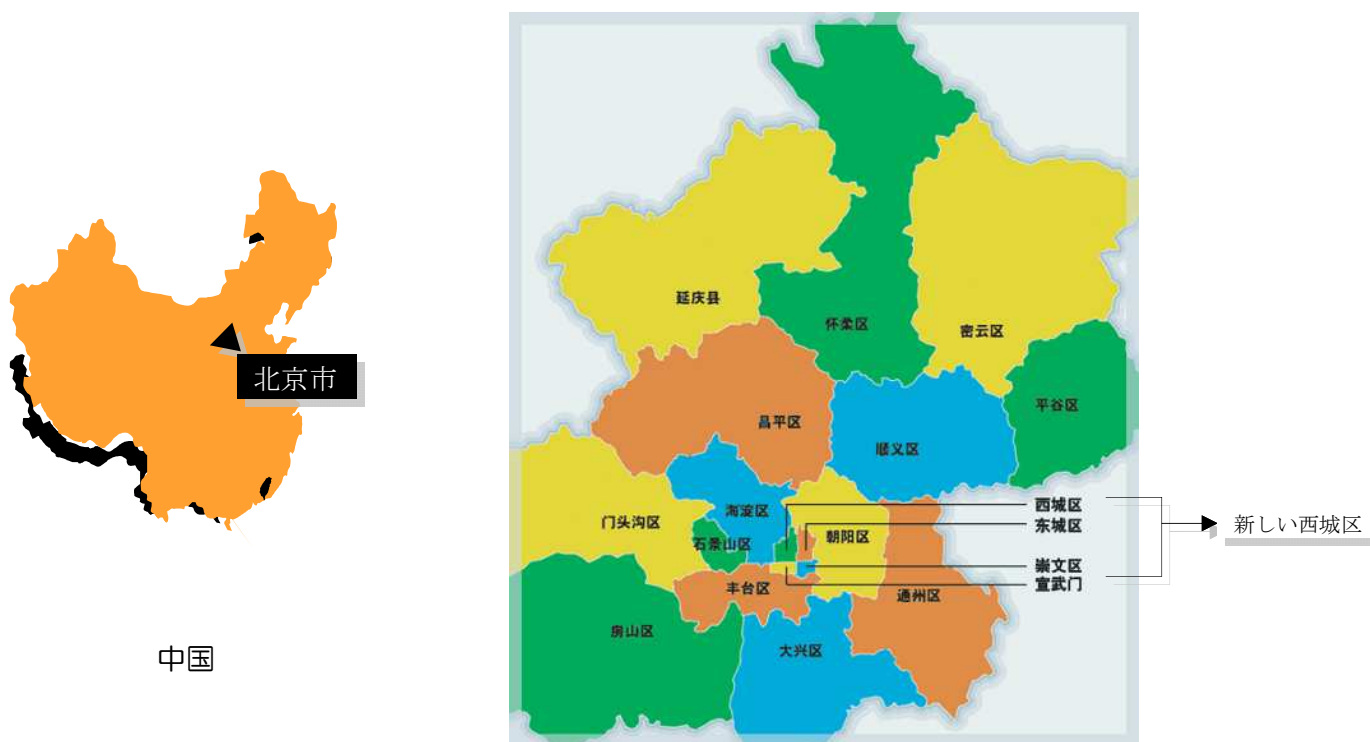 北京市
中国
延庆县
怀柔区
密云区
平谷区
昌平区
顺义区
门头沟区
海淀区
石景山区
朝阳区
西城区
东城区
崇文区
宣武门
丰台区
通州区
房山区
大兴区
新しい西城区